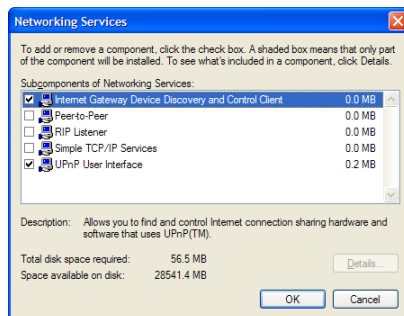 Networking Services
To add or remove a component, click the check box. A shaded box means that only part
of the component will be installed. To see what's included in a component, click Details.
Subcomponents of Networking Services:
Internet Gateway Device Discovery and Control Client 0.0 MB
Peer-to-Peer 0.0 MB
RIP Listener 0.0 MB
Simple TCP/IP Services 0.0 MB
UPnP User Interface 0.2 MB
Description: Allows you to find and control Internet connection sharing hardware and
software that uses UPnP(TM).
Total disk space required: 56.5 MB
Space available on disk: 28541.4 MB
Details...
OK Cancel